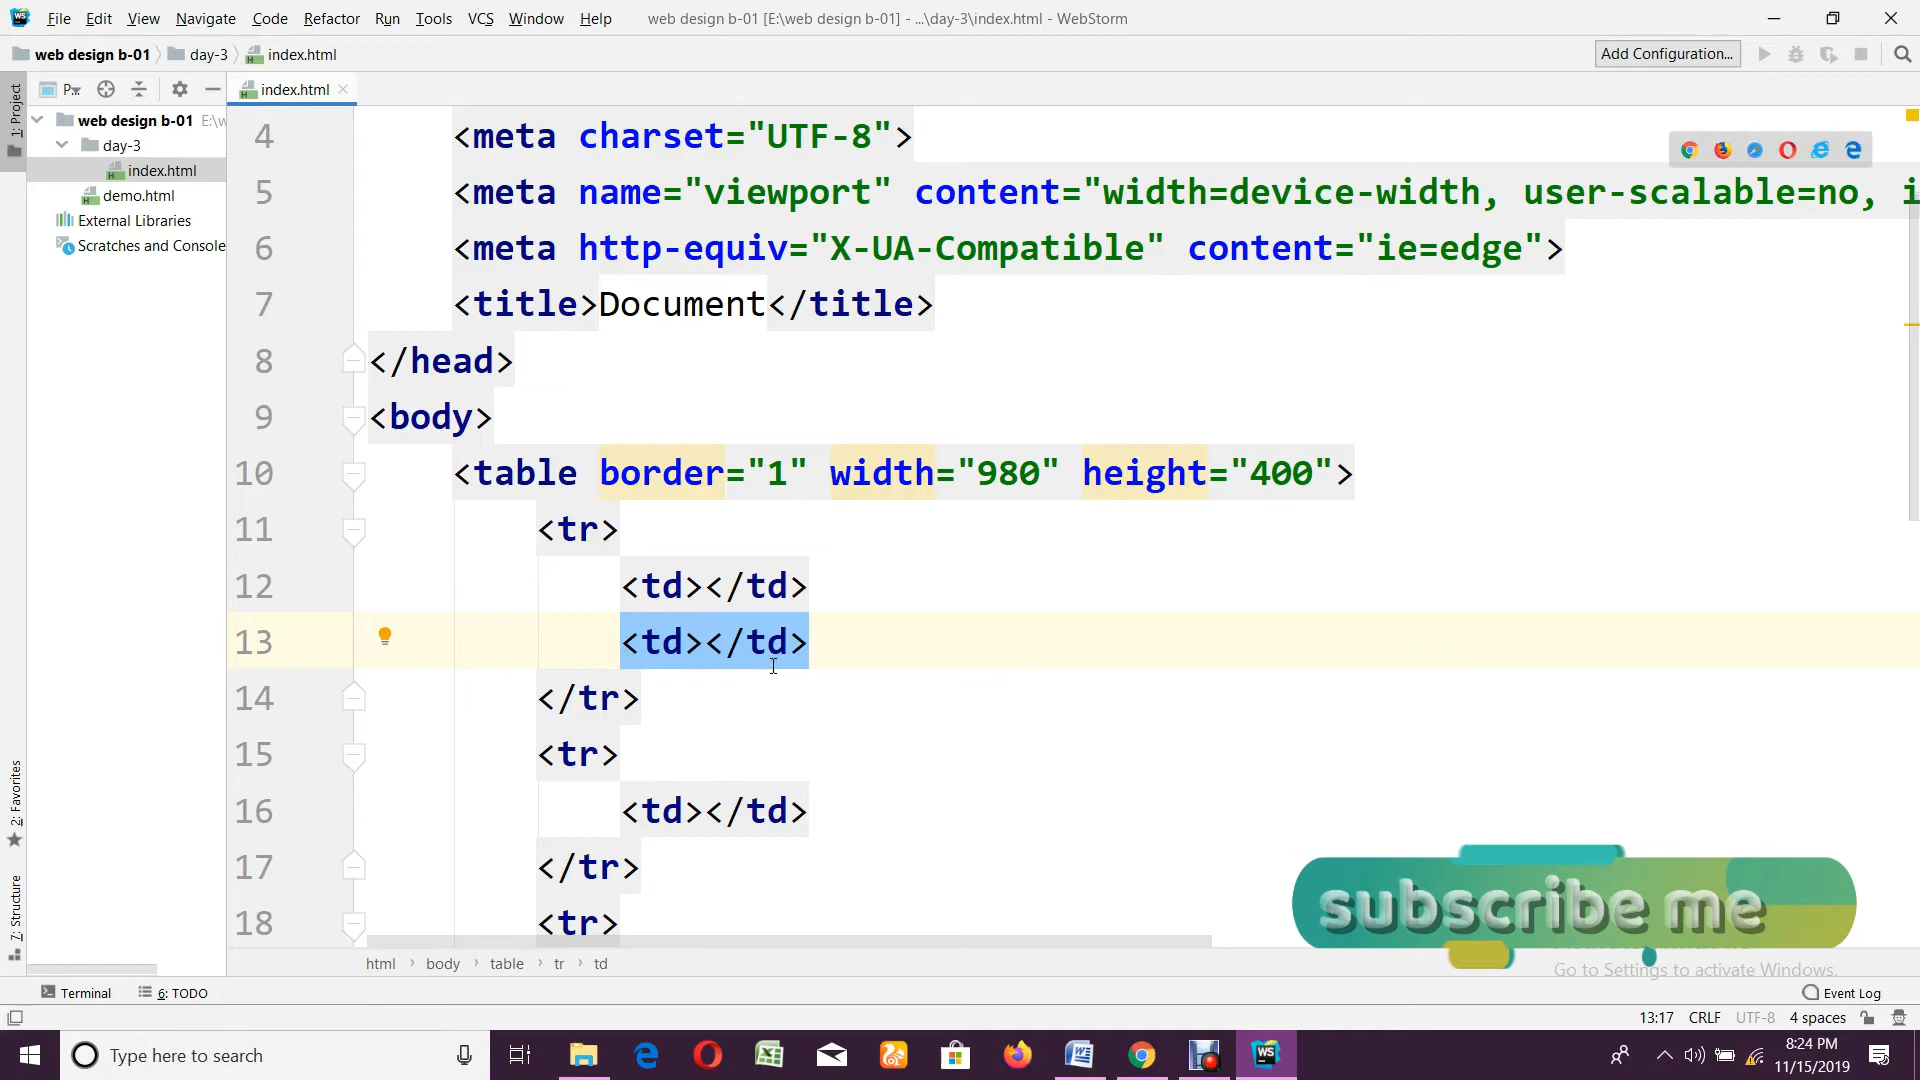 File Edit View Navigate Code Refactor Run Tools VCS Window Help web design b-01 [E:\web design b-01] - ...\day-3\index.html - WebStorm
web design b-01 day-3 index.html Add Configuration...
P.. index.html
1: Project
web design b-01 E:\w
day-3
index.html
demo.html
External Libraries
Scratches and Console
2: Favorites
7: Structure
4 <meta charset="UTF-8">
5 <meta name="viewport" content="width=device-width, user-scalable=no, i
6 <meta http-equiv="X-UA-Compatible" content="ie=edge">
7 <title>Document</title>
8 </head>
9 <body>
10 <table border="1" width="980" height="400">
11 <tr>
12 <td></td>
13 <td></td>
14 </tr>
15 <tr>
16 <td></td>
17 </tr>
18 <tr>
subscribe me
Go to Settings to activate Windows.
html body table tr td
Terminal 6: TODO Event Log
13:17 CRLF UTF-8 4 spaces
Type here to search
WS
8:24 PM
11/15/2019